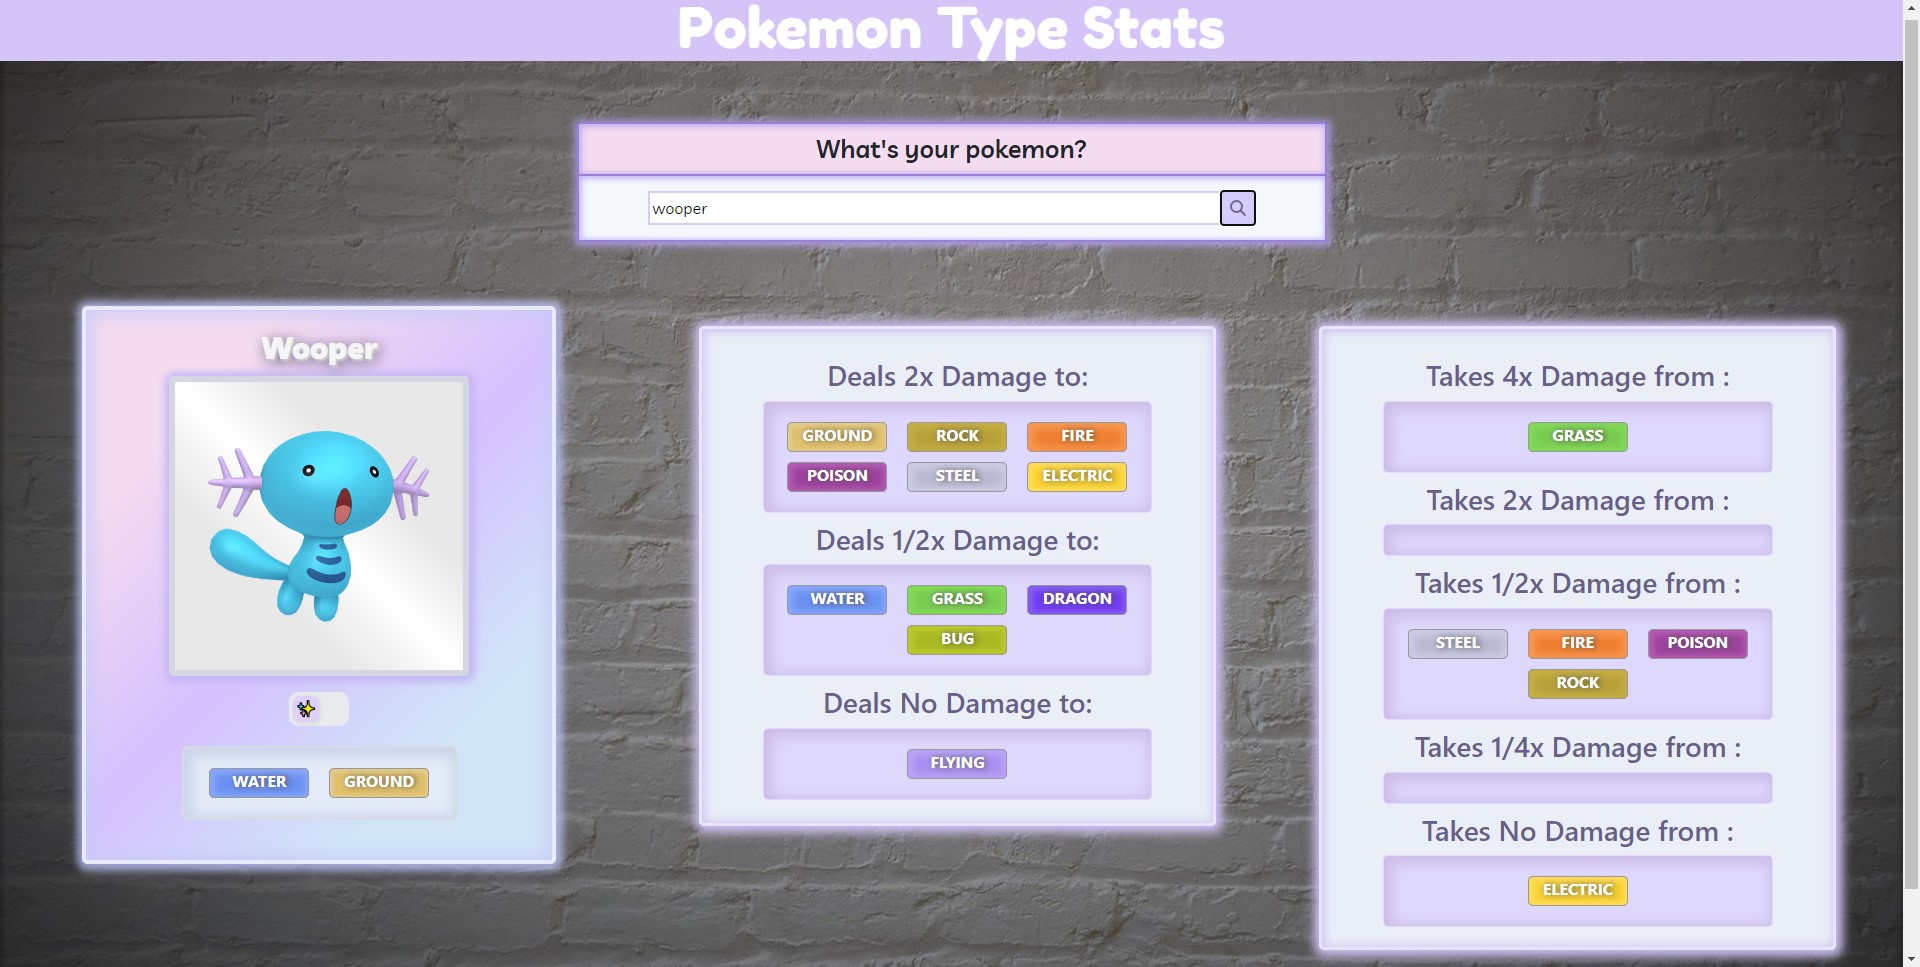 Pokemon Type Stats
What's your pokemon?
wooper
Wooper
WATER GROUND
Deals 2x Damage to:
GROUND ROCK FIRE
POISON STEEL ELECTRIC
Deals 1/2x Damage to:
WATER GRASS DRAGON
BUG
Deals No Damage to:
FLYING
Takes 4x Damage from :
GRASS
Takes 2x Damage from :
Takes 1/2x Damage from :
STEEL FIRE POISON
ROCK
Takes 1/4x Damage from :
Takes No Damage from :
ELECTRIC